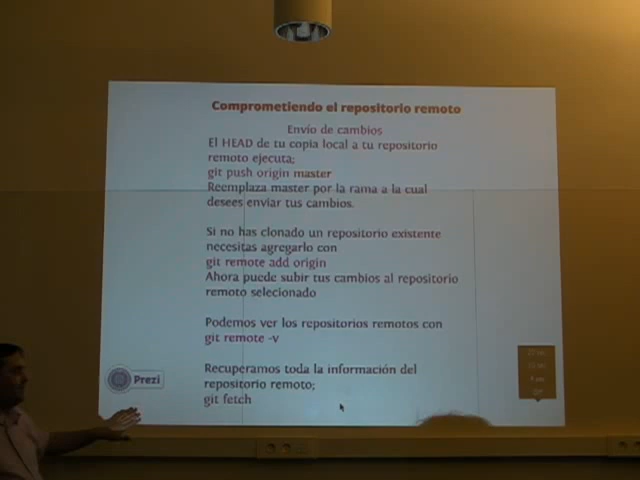 Comprometiendo el repositorio remoto
Envío de cambios
El HEAD de tu copia local a tu repositorio
remoto ejecuta;
git push origin master
Reemplaza master por la rama a la cual
desees enviar tus cambios.
Si no has clonado un repositorio existente
necesitas agregarlo con
git remote add origin
Ahora puede subir tus cambios al repositorio
remoto selecionado
Podemos ver los repositorios remotos con
git remote -v
Recuperamos toda la información del
repositorio remoto;
git fetch
Prezi